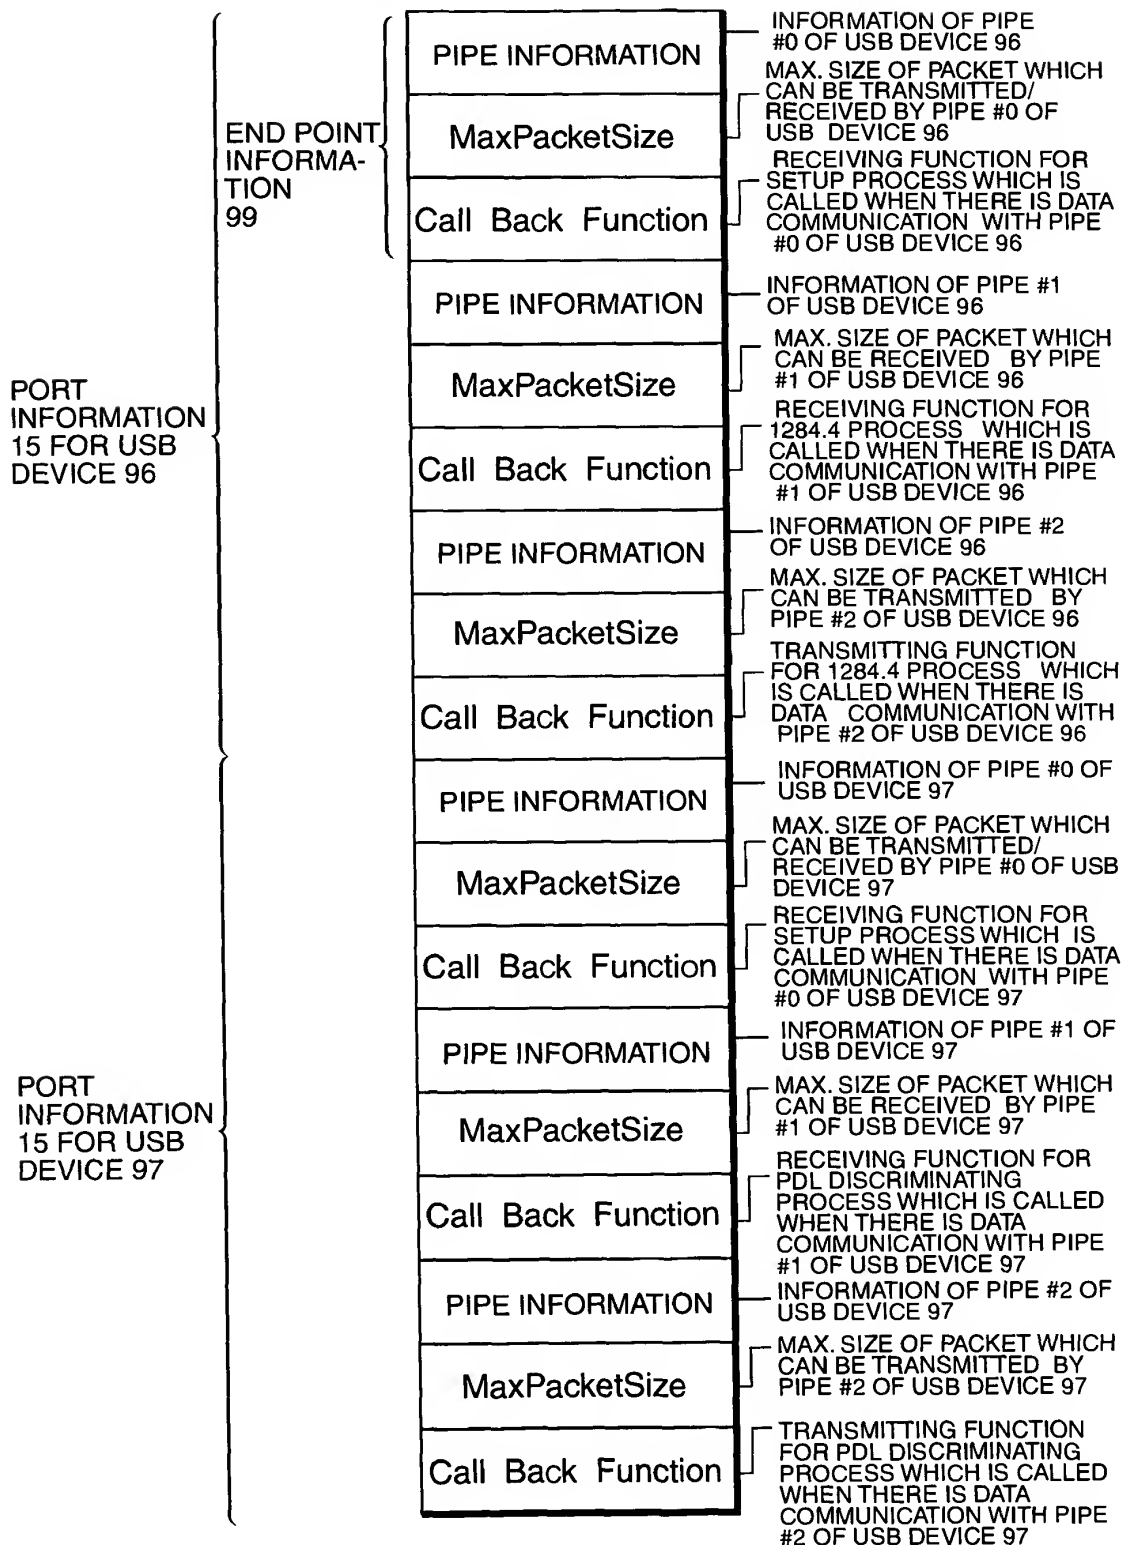 PIPE INFORMATION
INFORMATION OF PIPE
#0 OF USB DEVICE 96
MaxPacketSize
MAX. SIZE OF PACKET WHICH
CAN BE TRANSMITTED/
RECEIVED BY PIPE #0 OF
USB DEVICE 96
END POINT
INFORMA-
TION
99
Call Back Function
RECEIVING FUNCTION FOR
SETUP PROCESS WHICH IS
CALLED WHEN THERE IS DATA
COMMUNICATION WITH PIPE
#0 OF USB DEVICE 96
PIPE INFORMATION
INFORMATION OF PIPE #1
OF USB DEVICE 96
MaxPacketSize
MAX. SIZE OF PACKET WHICH
CAN BE RECEIVED BY PIPE
#1 OF USB DEVICE 96
PORT
INFORMATION
15 FOR USB
DEVICE 96
Call Back Function
RECEIVING FUNCTION FOR
1284.4 PROCESS WHICH IS
CALLED WHEN THERE IS DATA
COMMUNICATION WITH PIPE
#1 OF USB DEVICE 96
PIPE INFORMATION
INFORMATION OF PIPE #2
OF USB DEVICE 96
MaxPacketSize
MAX. SIZE OF PACKET WHICH
CAN BE TRANSMITTED BY
PIPE #2 OF USB DEVICE 96
Call Back Function
TRANSMITTING FUNCTION
FOR 1284.4 PROCESS WHICH
IS CALLED WHEN THERE IS
DATA COMMUNICATION WITH
PIPE #2 OF USB DEVICE 96
PIPE INFORMATION
INFORMATION OF PIPE #0 OF
USB DEVICE 97
MaxPacketSize
MAX. SIZE OF PACKET WHICH
CAN BE TRANSMITTED/
RECEIVED BY PIPE #0 OF USB
DEVICE 97
Call Back Function
RECEIVING FUNCTION FOR
SETUP PROCESS WHICH IS
CALLED WHEN THERE IS DATA
COMMUNICATION WITH PIPE
#0 OF USB DEVICE 97
PIPE INFORMATION
INFORMATION OF PIPE #1 OF
USB DEVICE 97
PORT
INFORMATION
15 FOR USB
DEVICE 97
MaxPacketSize
MAX. SIZE OF PACKET WHICH
CAN BE RECEIVED BY PIPE
#1 OF USB DEVICE 97
Call Back Function
RECEIVING FUNCTION FOR
PDL DISCRIMINATING
PROCESS WHICH IS CALLED
WHEN THERE IS DATA
COMMUNICATION WITH PIPE
#1 OF USB DEVICE 97
PIPE INFORMATION
INFORMATION OF PIPE #2 OF
USB DEVICE 97
MaxPacketSize
MAX. SIZE OF PACKET WHICH
CAN BE TRANSMITTED BY
PIPE #2 OF USB DEVICE 97
Call Back Function
TRANSMITTING FUNCTION
FOR PDL DISCRIMINATING
PROCESS WHICH IS CALLED
WHEN THERE IS DATA
COMMUNICATION WITH PIPE
#2 OF USB DEVICE 97